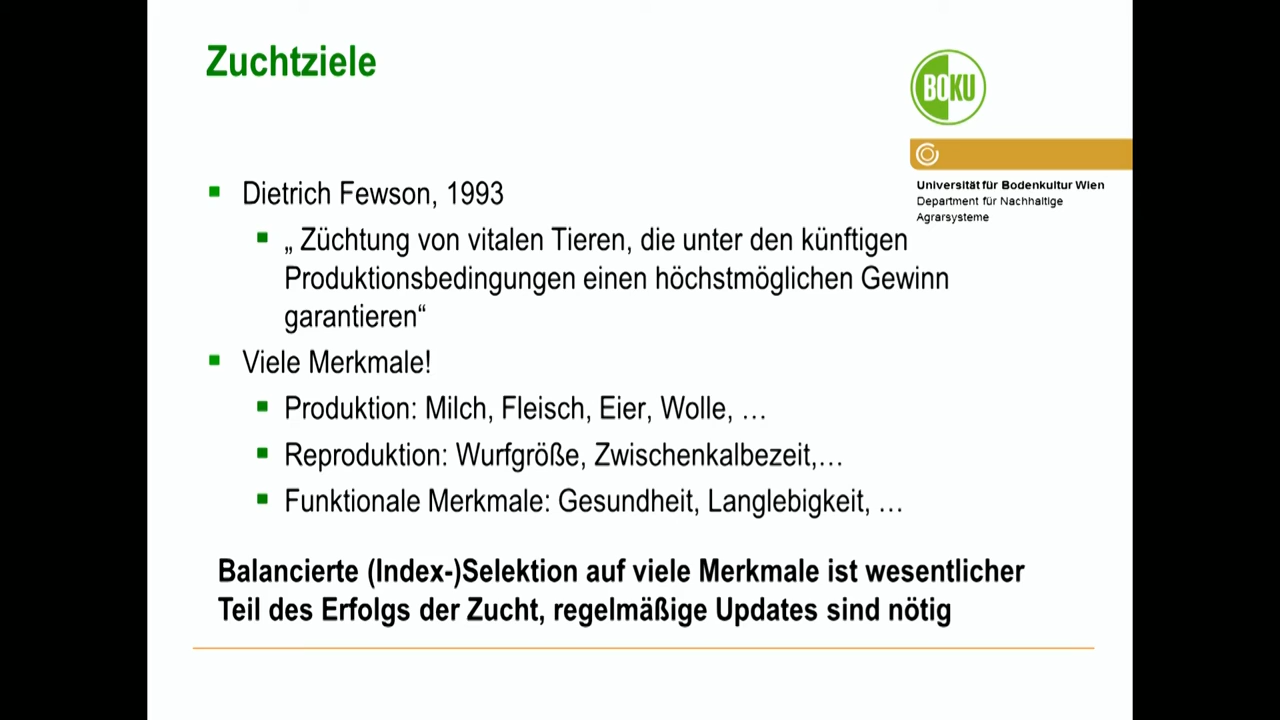 Zuchtziele
BOKU
Universität für Bodenkultur Wien
Department für Nachhaltige
Agrarsysteme
Dietrich Fewson, 1993
„ Züchtung von vitalen Tieren, die unter den künftigen
Produktionsbedingungen einen höchstmöglichen Gewinn
garantieren“
Viele Merkmale!
Produktion: Milch, Fleisch, Eier, Wolle, …
Reproduktion: Wurfgröße, Zwischenkalbezeit,…
Funktionale Merkmale: Gesundheit, Langlebigkeit, …
Balancierte (Index-)Selektion auf viele Merkmale ist wesentlicher
Teil des Erfolgs der Zucht, regelmäßige Updates sind nötig